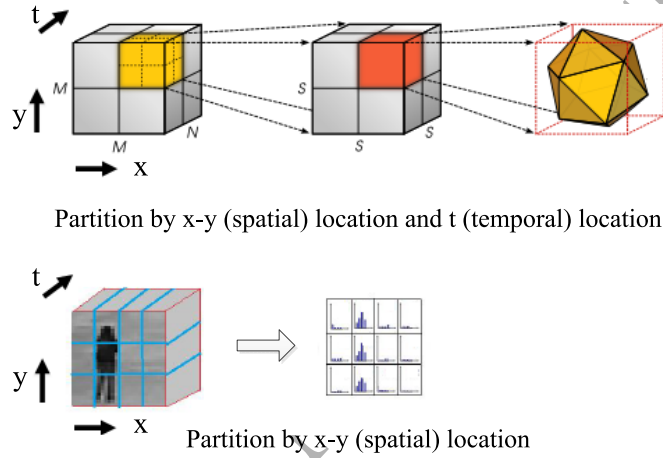 t
M
S
y
N
S
M
S
x
Partition by x-y (spatial) location and t (temporal) location
t
y
x
Partition by x-y (spatial) location